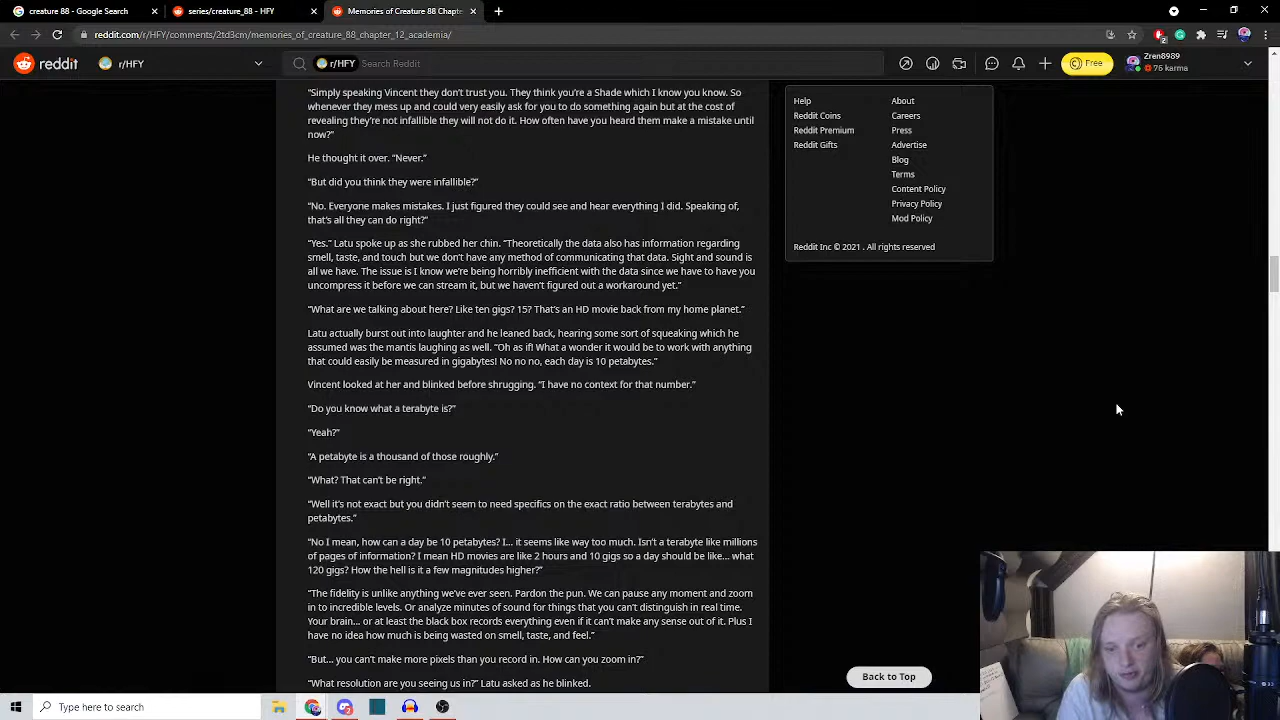 creature 88 - Google Search
series/creature_88 - HFY
Memories of Creature 88 Chapte
reddit.com/r/HFY/comments/2td3cm/memories_of_creature_88_chapter_12_academia/
2
reddit
r/HFY
r/HFY
Search Reddit
Free
Zren8989
75 karma
“Simply speaking Vincent they don’t trust you. They think you’re a Shade which I know you know. So
whenever they mess up and could very easily ask for you to do something again but at the cost of
revealing they’re not infallible they will not do it. How often have you heard them make a mistake until
now?”
He thought it over. “Never.”
“But did you think they were infallible?”
“No. Everyone makes mistakes. I just figured they could see and hear everything I did. Speaking of,
that’s all they can do right?”
“Yes.” Latu spoke up as she rubbed her chin. “Theoretically the data also has information regarding
smell, taste, and touch but we don’t have any method of communicating that data. Sight and sound is
all we have. The issue is I know we’re being horribly inefficient with the data since we have to have you
uncompress it before we can stream it, but we haven’t figured out a workaround yet.”
“What are we talking about here? Like ten gigs? 15? That’s an HD movie back from my home planet.”
Latu actually burst out into laughter and he leaned back, hearing some sort of squeaking which he
assumed was the mantis laughing as well. “Oh as if! What a wonder it would be to work with anything
that could easily be measured in gigabytes! No no no, each day is 10 petabytes.”
Vincent looked at her and blinked before shrugging. “I have no context for that number.”
“Do you know what a terabyte is?”
“Yeah?”
“A petabyte is a thousand of those roughly.”
“What? That can’t be right.”
“Well it’s not exact but you didn’t seem to need specifics on the exact ratio between terabytes and
petabytes.”
“No I mean, how can a day be 10 petabytes? I... it seems like way too much. Isn’t a terabyte like millions
of pages of information? I mean HD movies are like 2 hours and 10 gigs so a day should be like... what
120 gigs? How the hell is it a few magnitudes higher?”
“The fidelity is unlike anything we’ve ever seen. Pardon the pun. We can pause any moment and zoom
in to incredible levels. Or analyze minutes of sound for things that you can’t distinguish in real time.
Your brain... or at least the black box records everything even if it can’t make any sense out of it. Plus I
have no idea how much is being wasted on smell, taste, and feel.”
“But... you can’t make more pixels than you record in. How can you zoom in?”
“What resolution are you seeing us in?” Latu asked as he blinked.
Help
About
Reddit Coins
Careers
Reddit Premium
Press
Reddit Gifts
Advertise
Blog
Terms
Content Policy
Privacy Policy
Mod Policy
Reddit Inc © 2021 . All rights reserved
Back to Top
Type here to search